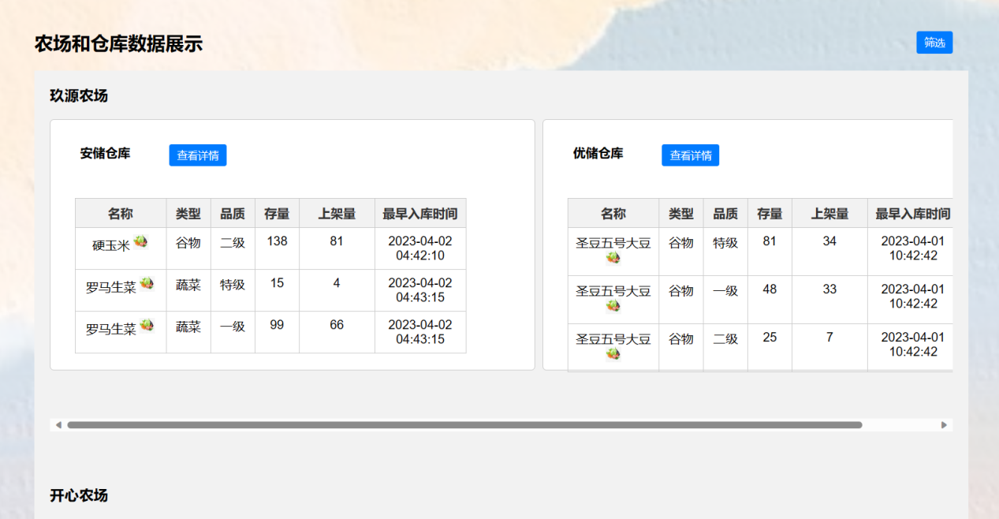 农场和仓库数据展示
筛选
玖源农场
安储仓库 查看详情
名称 类型 品质 存量 上架量 最早入库时间
硬玉米 谷物 二级 138 81 2023-04-02
04:42:10
罗马生菜 蔬菜 特级 15 4 2023-04-02
04:43:15
罗马生菜 蔬菜 一级 99 66 2023-04-02
04:43:15
优储仓库 查看详情
名称 类型 品质 存量 上架量 最早入库时间
圣豆五号大豆 谷物 特级 81 34 2023-04-01
10:42:42
圣豆五号大豆 谷物 一级 48 33 2023-04-01
10:42:42
圣豆五号大豆 谷物 二级 25 7 2023-04-01
10:42:42
开心农场